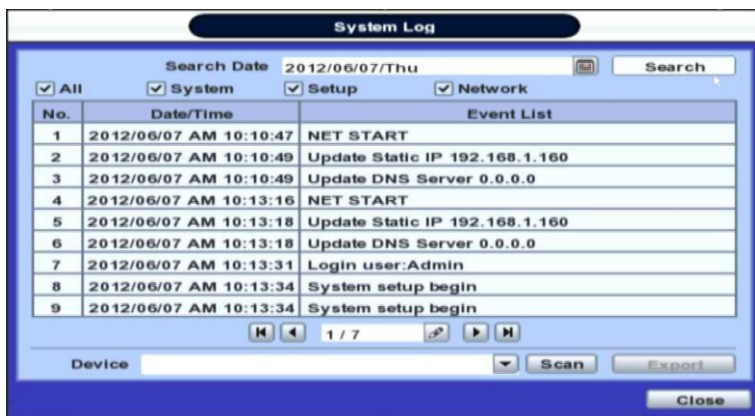 System Log
Search Date 2012/06/07/Thu Search
All System Setup Network
No. Date/Time Event List
1 2012/06/07 AM 10:10:47 NET START
2 2012/06/07 AM 10:10:49 Update Static IP 192.168.1.160
3 2012/06/07 AM 10:10:49 Update DNS Server 0.0.0.0
4 2012/06/07 AM 10:13:16 NET START
5 2012/06/07 AM 10:13:18 Update Static IP 192.168.1.160
6 2012/06/07 AM 10:13:18 Update DNS Server 0.0.0.0
7 2012/06/07 AM 10:13:31 Login user:Admin
8 2012/06/07 AM 10:13:34 System setup begin
9 2012/06/07 AM 10:13:34 System setup begin
1 / 7
Device Scan Export
Close